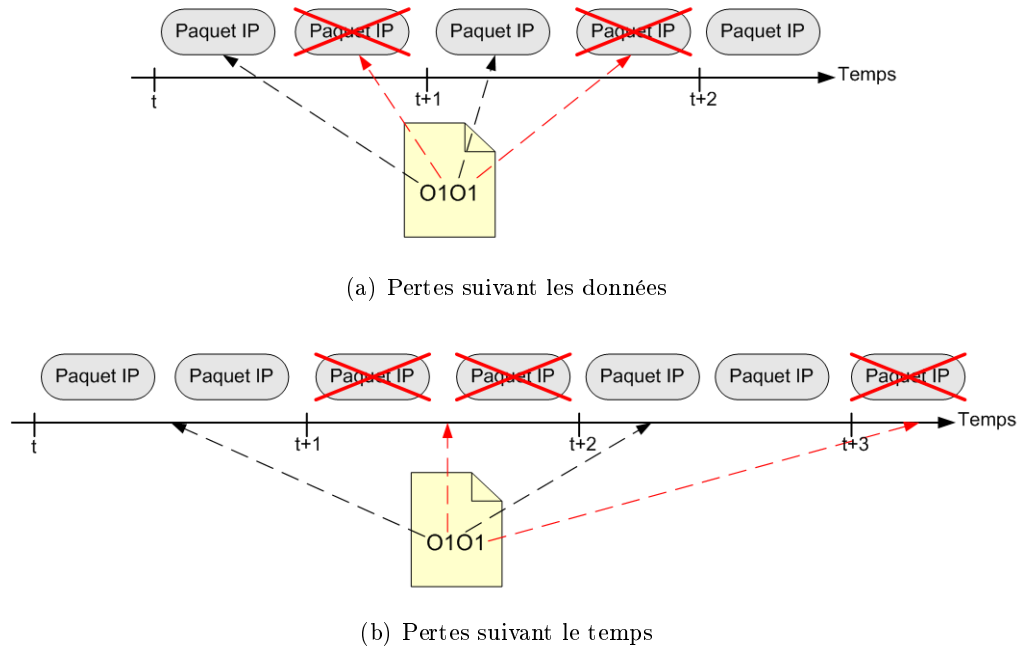 Paquet IP Paquet IP Paquet IP Paquet IP Paquet IP
Temps
t t+1 t+2
O1O1
(a) Pertes suivant les données
Paquet IP Paquet IP Paquet IP Paquet IP Paquet IP Paquet IP Paquet IP
Temps
t t+1 t+2 t+3
O1O1
(b) Pertes suivant le temps